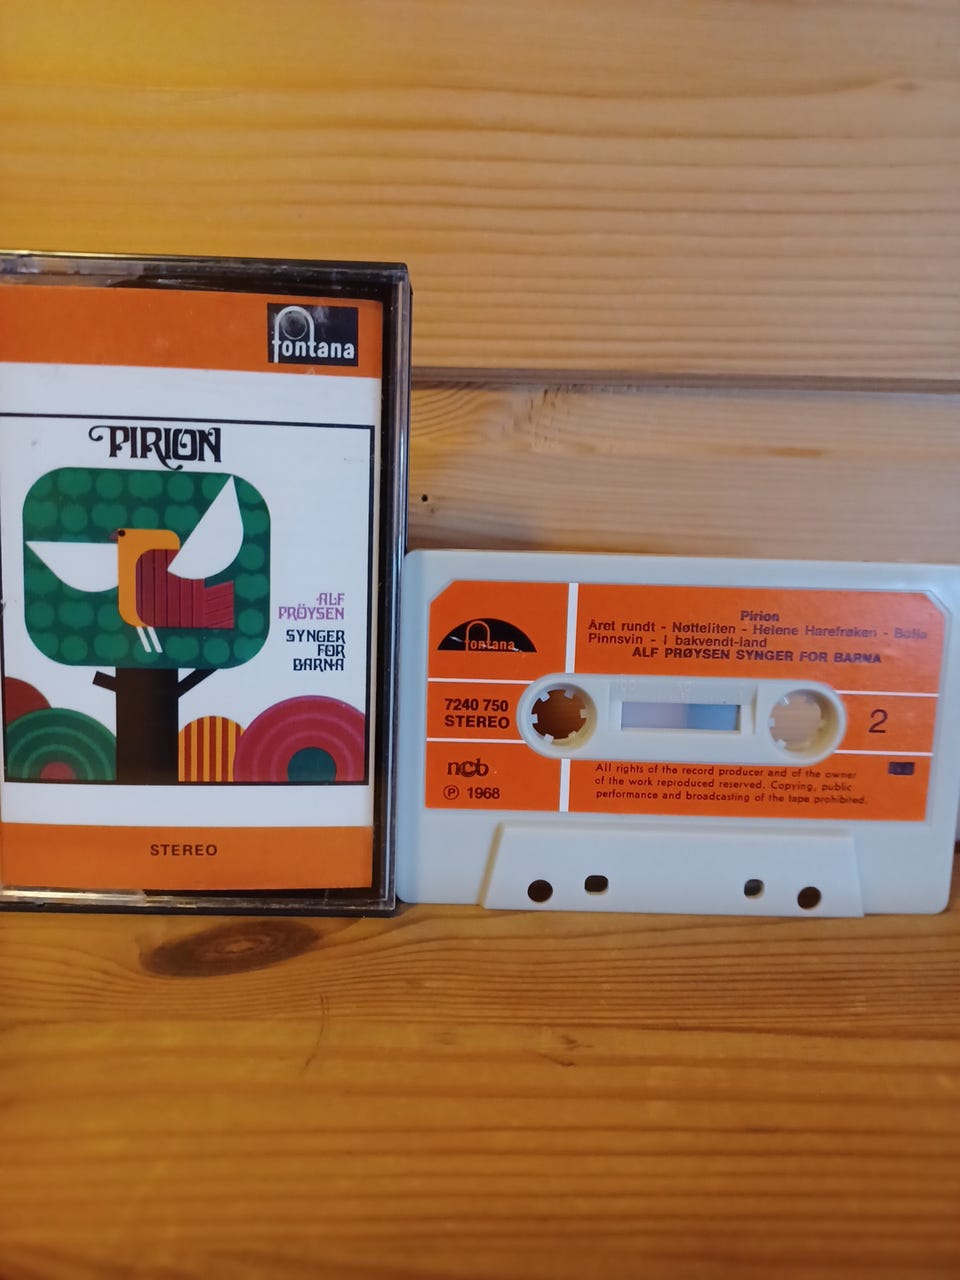 fontana
PIRION
ALF
PRÖYSEN
SYNGER
FOR
BARNA
STEREO
fontana
Pirion
Året rundt - Nøtteliten - Helene Harefrøken - Bolla
Pinnsvin - I bakvendt-land
ALF PRØYSEN SYNGER FOR BARNA
7240 750
STEREO
2
ncb
Ⓟ 1968
All rights of the record producer and of the owner
of the work reproduced reserved. Copying, public
performance and broadcasting of the tape prohibited.